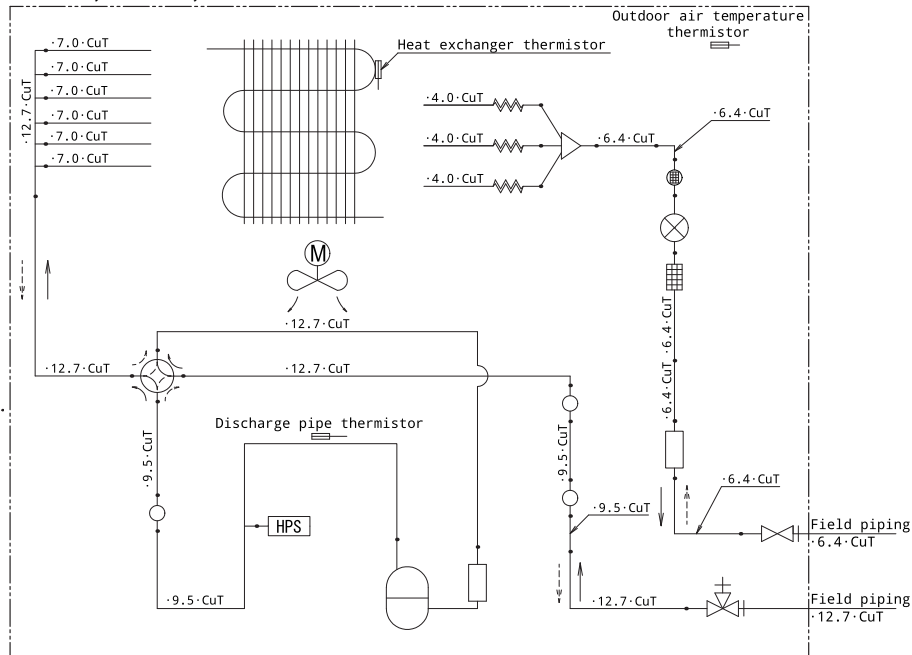 Outdoor air temperature
thermistor
·7.0·CuT
·7.0·CuT
·7.0·CuT
·7.0·CuT
·7.0·CuT
·7.0·CuT
·12.7·CuT
Heat exchanger thermistor
·4.0·CuT
·4.0·CuT
·4.0·CuT
·6.4·CuT
·6.4·CuT
M
·12.7·CuT
·12.7·CuT
·12.7·CuT
·6.4·CuT
·6.4·CuT
Discharge pipe thermistor
·9.5·CuT
·9.5·CuT
HPS
·9.5·CuT
·6.4·CuT
·9.5·CuT
Field piping
·6.4·CuT
·12.7·CuT
Field piping
·12.7·CuT